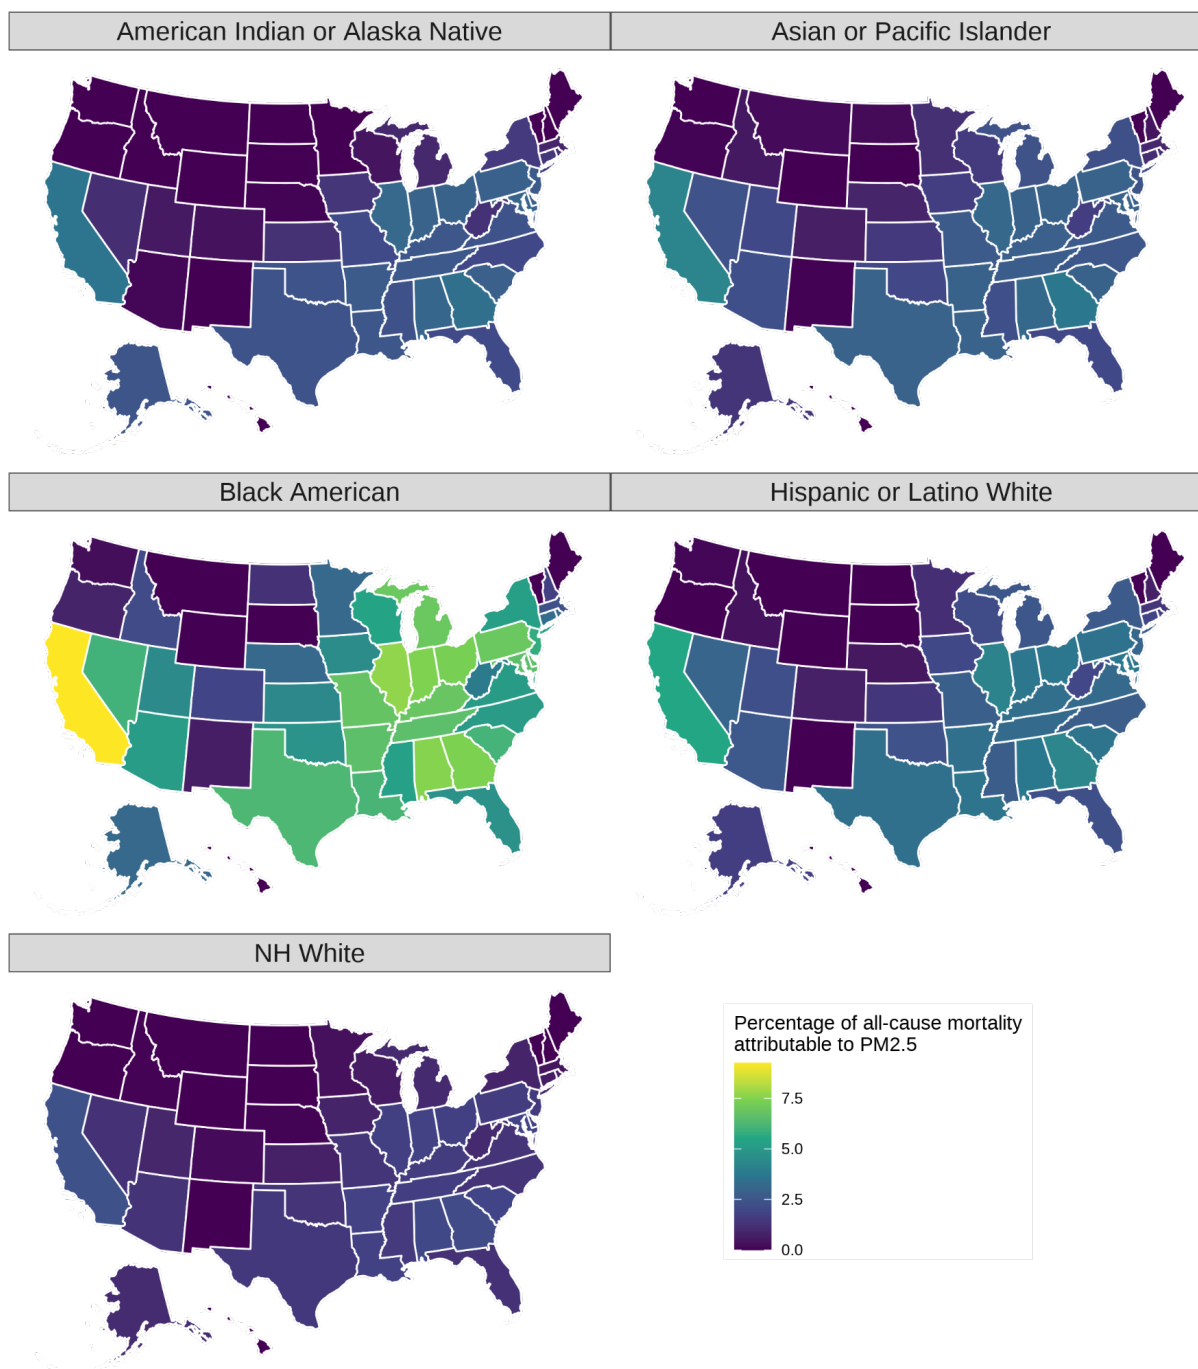 American Indian or Alaska Native
Asian or Pacific Islander
Black American
Hispanic or Latino White
NH White
Percentage of all-cause mortality
attributable to PM2.5
7.5
5.0
2.5
0.0